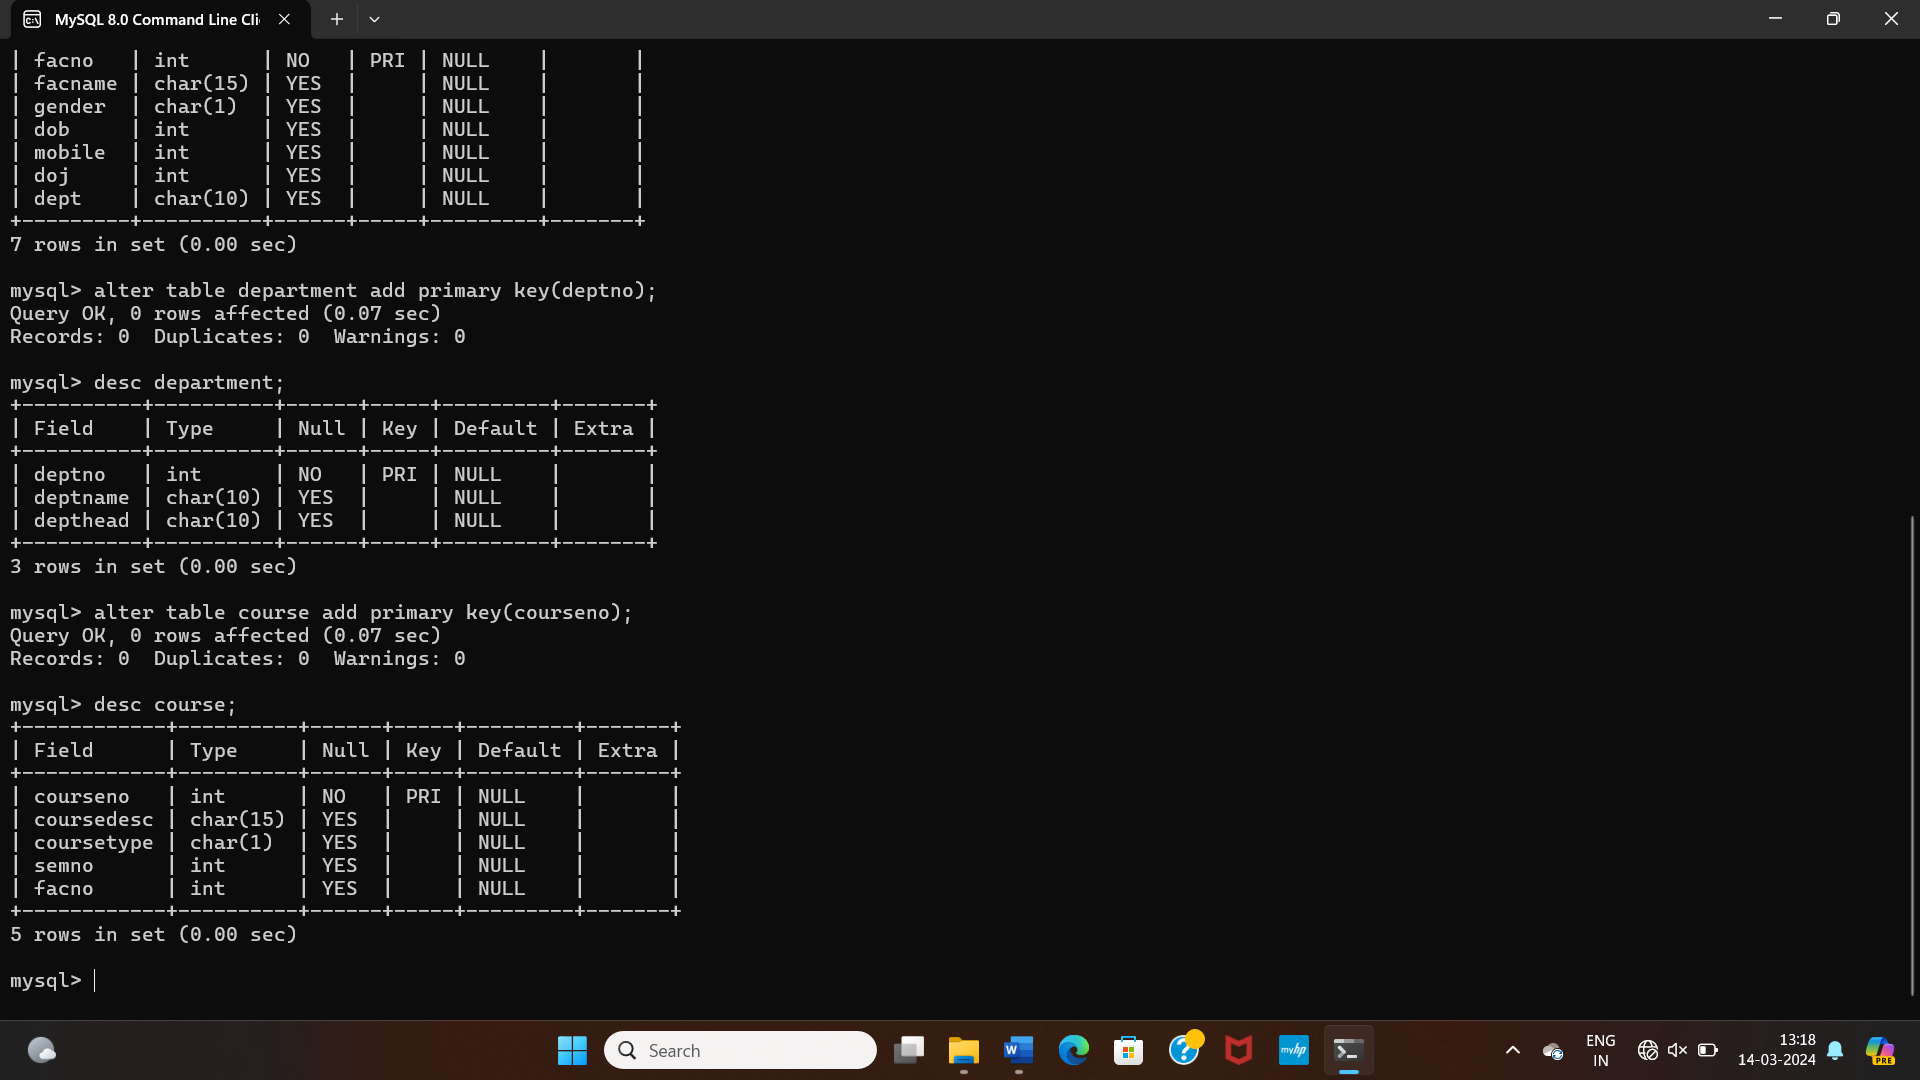 MySQL 8.0 Command Line Cli
| facno   | int      | NO   | PRI | NULL    |       |
| facname | char(15) | YES  |     | NULL    |       |
| gender  | char(1)  | YES  |     | NULL    |       |
| dob     | int      | YES  |     | NULL    |       |
| mobile  | int      | YES  |     | NULL    |       |
| doj     | int      | YES  |     | NULL    |       |
| dept    | char(10) | YES  |     | NULL    |       |
+---------+----------+------+-----+---------+-------+
7 rows in set (0.00 sec)
mysql> alter table department add primary key(deptno);
Query OK, 0 rows affected (0.07 sec)
Records: 0  Duplicates: 0  Warnings: 0
mysql> desc department;
+----------+----------+------+-----+---------+-------+
| Field    | Type     | Null | Key | Default | Extra |
+----------+----------+------+-----+---------+-------+
| deptno   | int      | NO   | PRI | NULL    |       |
| deptname | char(10) | YES  |     | NULL    |       |
| depthead | char(10) | YES  |     | NULL    |       |
+----------+----------+------+-----+---------+-------+
3 rows in set (0.00 sec)
mysql> alter table course add primary key(courseno);
Query OK, 0 rows affected (0.07 sec)
Records: 0  Duplicates: 0  Warnings: 0
mysql> desc course;
+------------+----------+------+-----+---------+-------+
| Field      | Type     | Null | Key | Default | Extra |
+------------+----------+------+-----+---------+-------+
| courseno   | int      | NO   | PRI | NULL    |       |
| coursedesc | char(15) | YES  |     | NULL    |       |
| coursetype | char(1)  | YES  |     | NULL    |       |
| semno      | int      | YES  |     | NULL    |       |
| facno      | int      | YES  |     | NULL    |       |
+------------+----------+------+-----+---------+-------+
5 rows in set (0.00 sec)
mysql>
Search
W
myhp
ENG
IN
13:18
14-03-2024
PRE